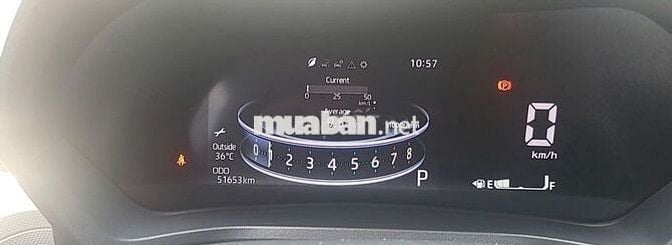 10:57
Current
0 25 50
km/L
Average
muaban.net
0 1 2 3 4 5 6 7 8
Outside
36°C
ODO
51653km
P
(P)
0
km/h
E F